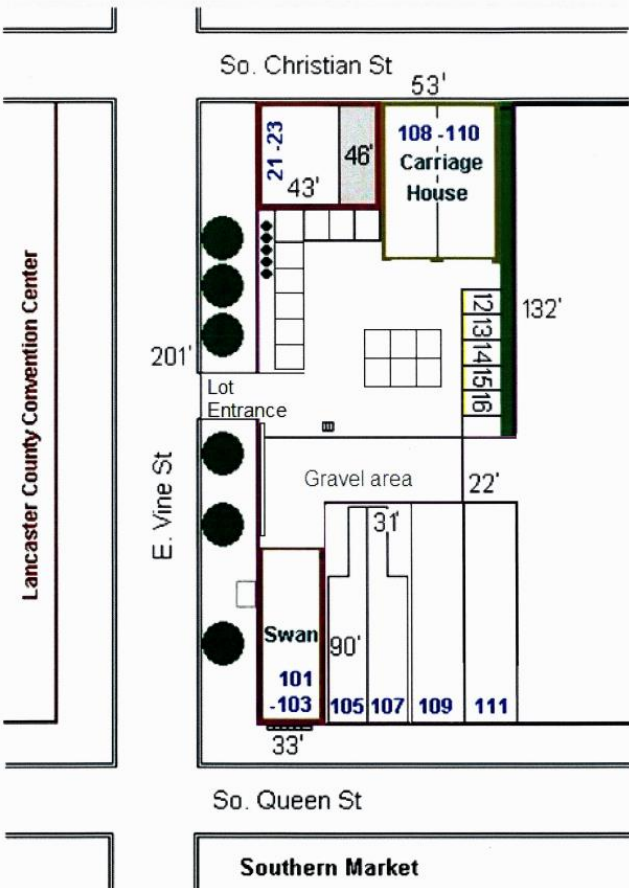 So. Christian St
53'
21 -23
43'
46'
108 -110
Carriage
House
Lancaster County Convention Center
201'
Lot
Entrance
12
13
14
15
16
132'
E. Vine St
Gravel area
22'
31'
Swan
101
-103
90'
105
107
109
111
33'
So. Queen St
Southern Market